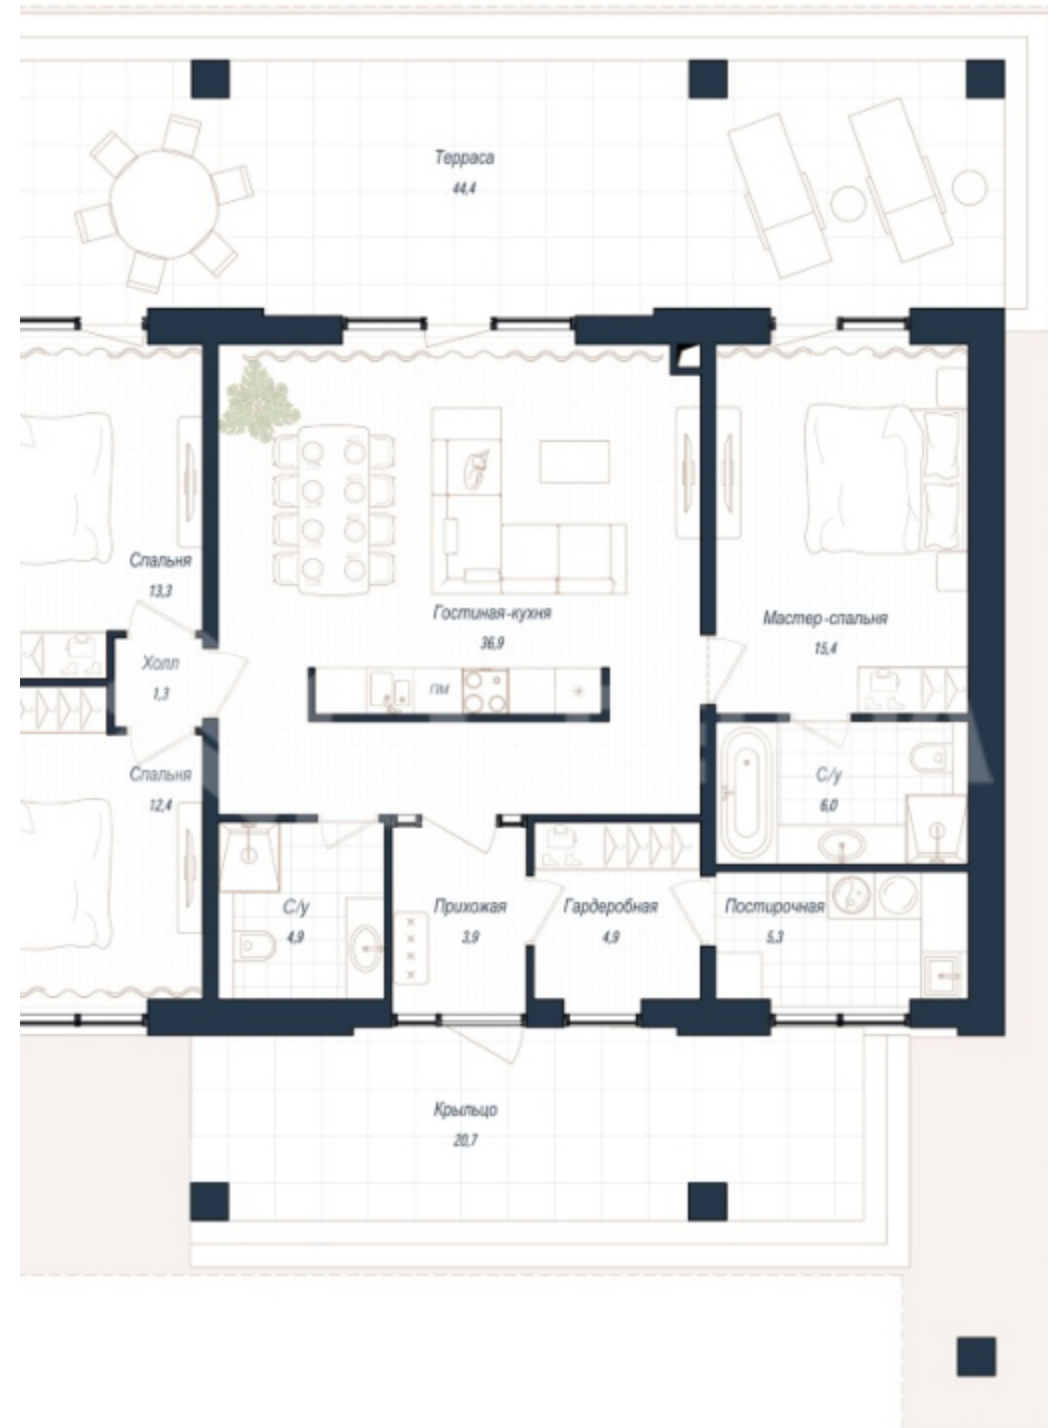 Терраса
44,4
Спальня
13,3
Гостиная-кухня
36,9
Мастер-спальня
15,4
Холл
1,3
ПМ
Спальня
12,4
С/у
6,0
С/у
4,9
Прихожая
3,9
Гардеробная
4,9
Постирочная
5,3
Крыльцо
20,7